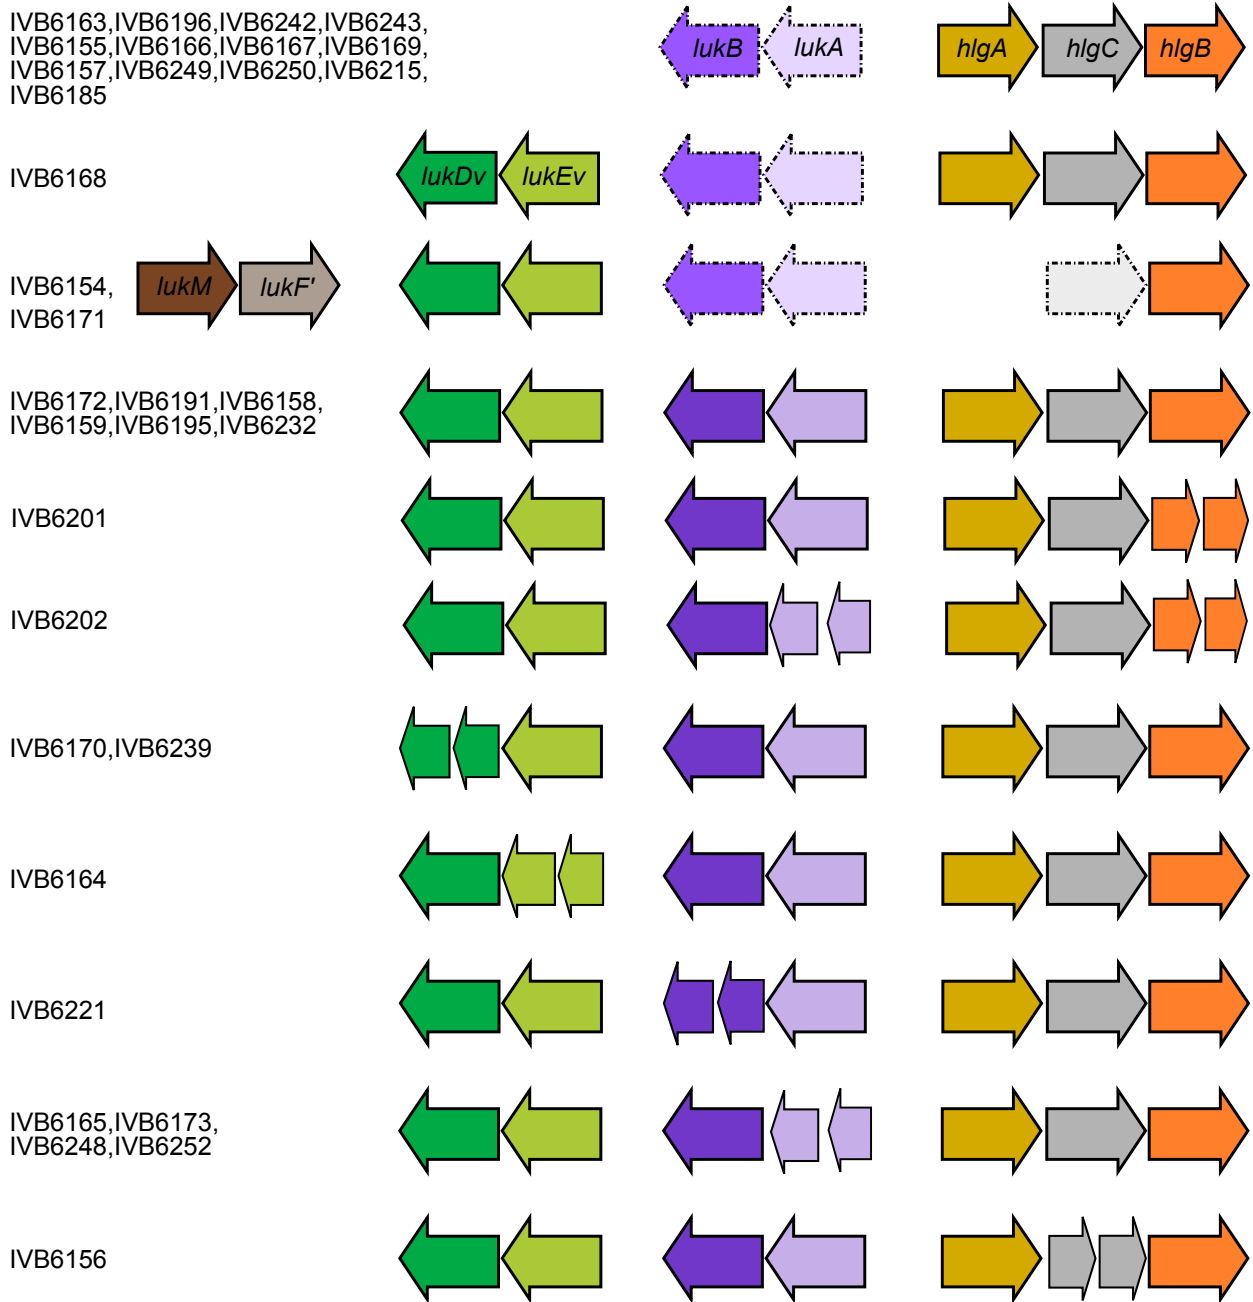 IVB6163,IVB6196,IVB6242,IVB6243,
IVB6155,IVB6166,IVB6167,IVB6169,
IVB6157,IVB6249,IVB6250,IVB6215,
IVB6185
lukB lukA hlgA hlgC hlgB
IVB6168
lukDv lukEv
IVB6154,
IVB6171
lukM lukF'
IVB6172,IVB6191,IVB6158,
IVB6159,IVB6195,IVB6232
IVB6201
IVB6202
IVB6170,IVB6239
IVB6164
IVB6221
IVB6165,IVB6173,
IVB6248,IVB6252
IVB6156